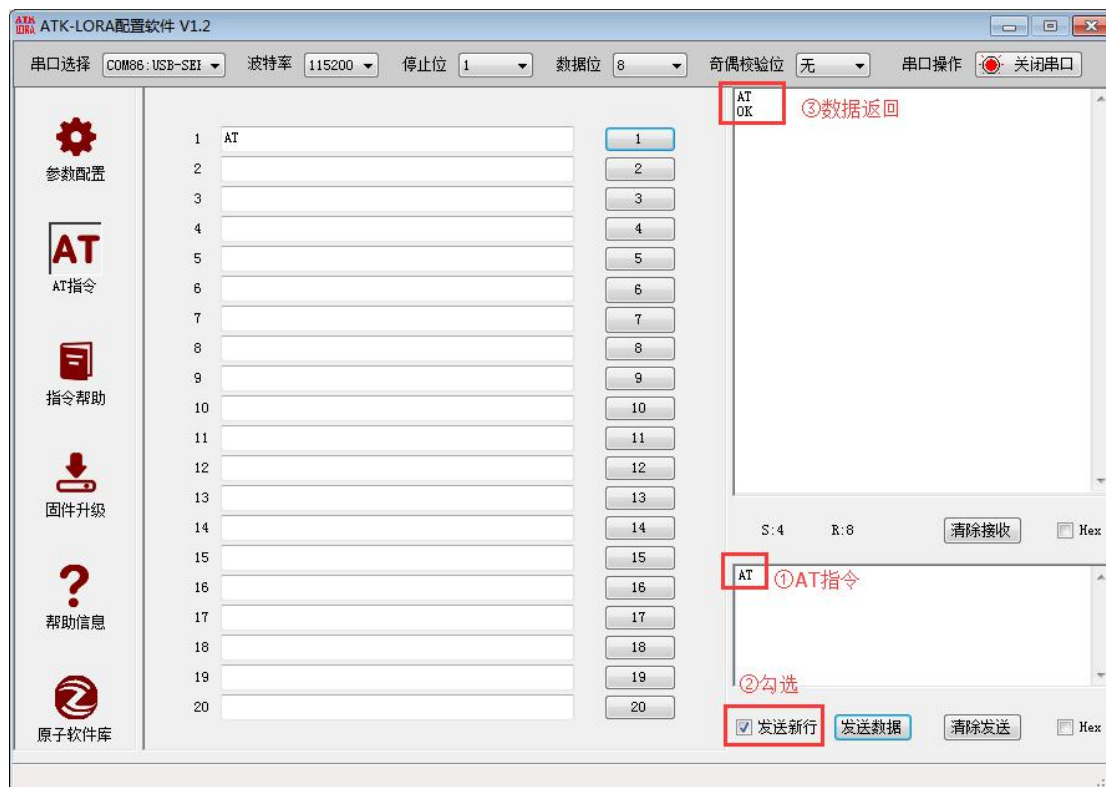 ATK LORA ATK-LORA配置软件 V1.2
串口选择 COM86:USB-SEI 波特率 115200 停止位 1 数据位 8 奇偶校验位 无 串口操作 关闭串口
参数配置
AT
AT指令
指令帮助
固件升级
帮助信息
原子软件库
1 AT 1
2 2
3 3
4 4
5 5
6 6
7 7
8 8
9 9
10 10
11 11
12 12
13 13
14 14
15 15
16 16
17 17
18 18
19 19
20 20
AT
OK
③数据返回
S:4 R:8 清除接收 Hex
AT ①AT指令
②勾选
发送新行 发送数据 清除发送 Hex